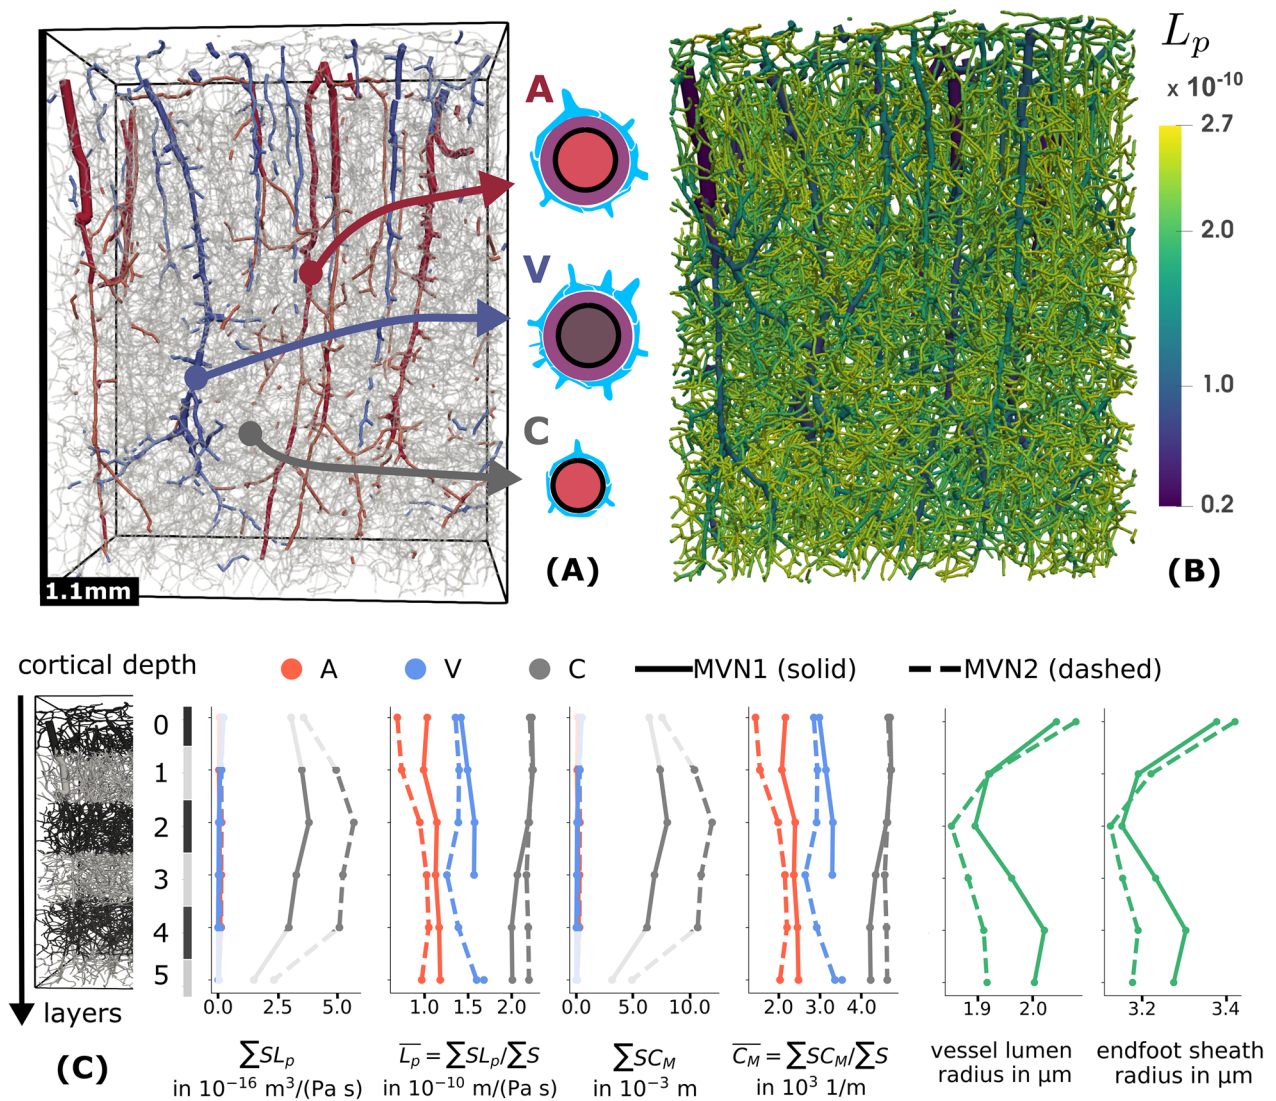 A
V
C
1.1mm
(A)
L_p
x 10^-10
2.7
2.0
1.0
0.2
(B)
cortical depth
A V C MVN1 (solid) MVN2 (dashed)
0
1
2
3
4
5
layers
(C)
0.0 2.5 5.0
1.0 1.5 2.0
0.0 5.0 10.0
2.0 3.0 4.0
1.9 2.0
3.2 3.4
∑SL_p
in 10^-16 m^3/(Pa s)
L̅_p = ∑SL_p/∑S
in 10^-10 m/(Pa s)
∑SC_M
in 10^-3 m
C̅_M = ∑SC_M/∑S
in 10^3 1/m
vessel lumen
radius in μm
endfoot sheath
radius in μm